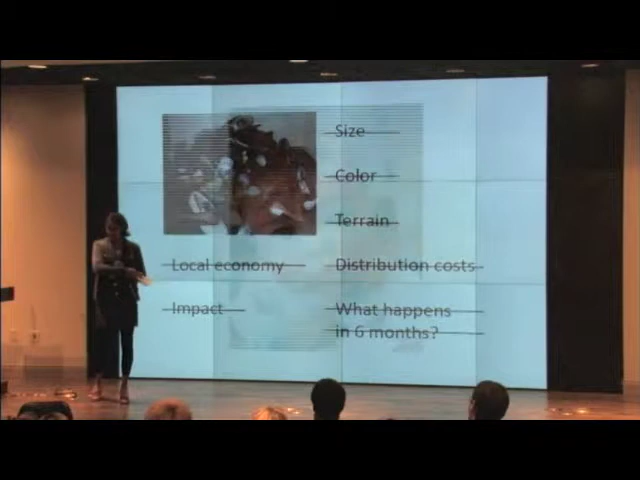 Size
Color
Terrain
Local economy
Distribution costs
Impact
What happens
in 6 months?